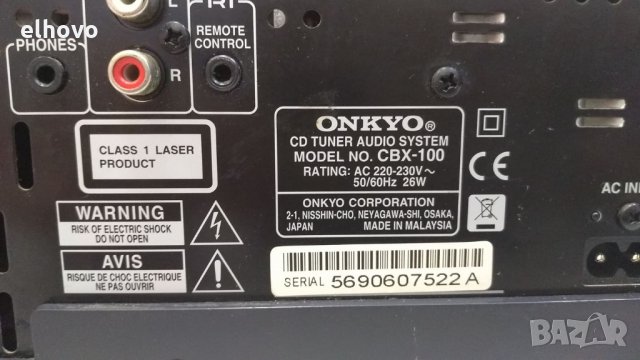 elhovo
L
RI
PHONES
REMOTE
CONTROL
R
CLASS 1 LASER
PRODUCT
ONKYO®
CD TUNER AUDIO SYSTEM
MODEL NO. CBX-100
RATING: AC 220-230V~
50/60Hz 26W
ONKYO CORPORATION
2-1, NISSHIN-CHO, NEYAGAWA-SHI, OSAKA,
JAPAN MADE IN MALAYSIA
CE
WARNING
RISK OF ELECTRIC SHOCK
DO NOT OPEN
AVIS
RISQUE DE CHOC ELECTRIQUE
NE PAS OUVRIR
AC INL
SERIAL 5690607522 A
BAZAR